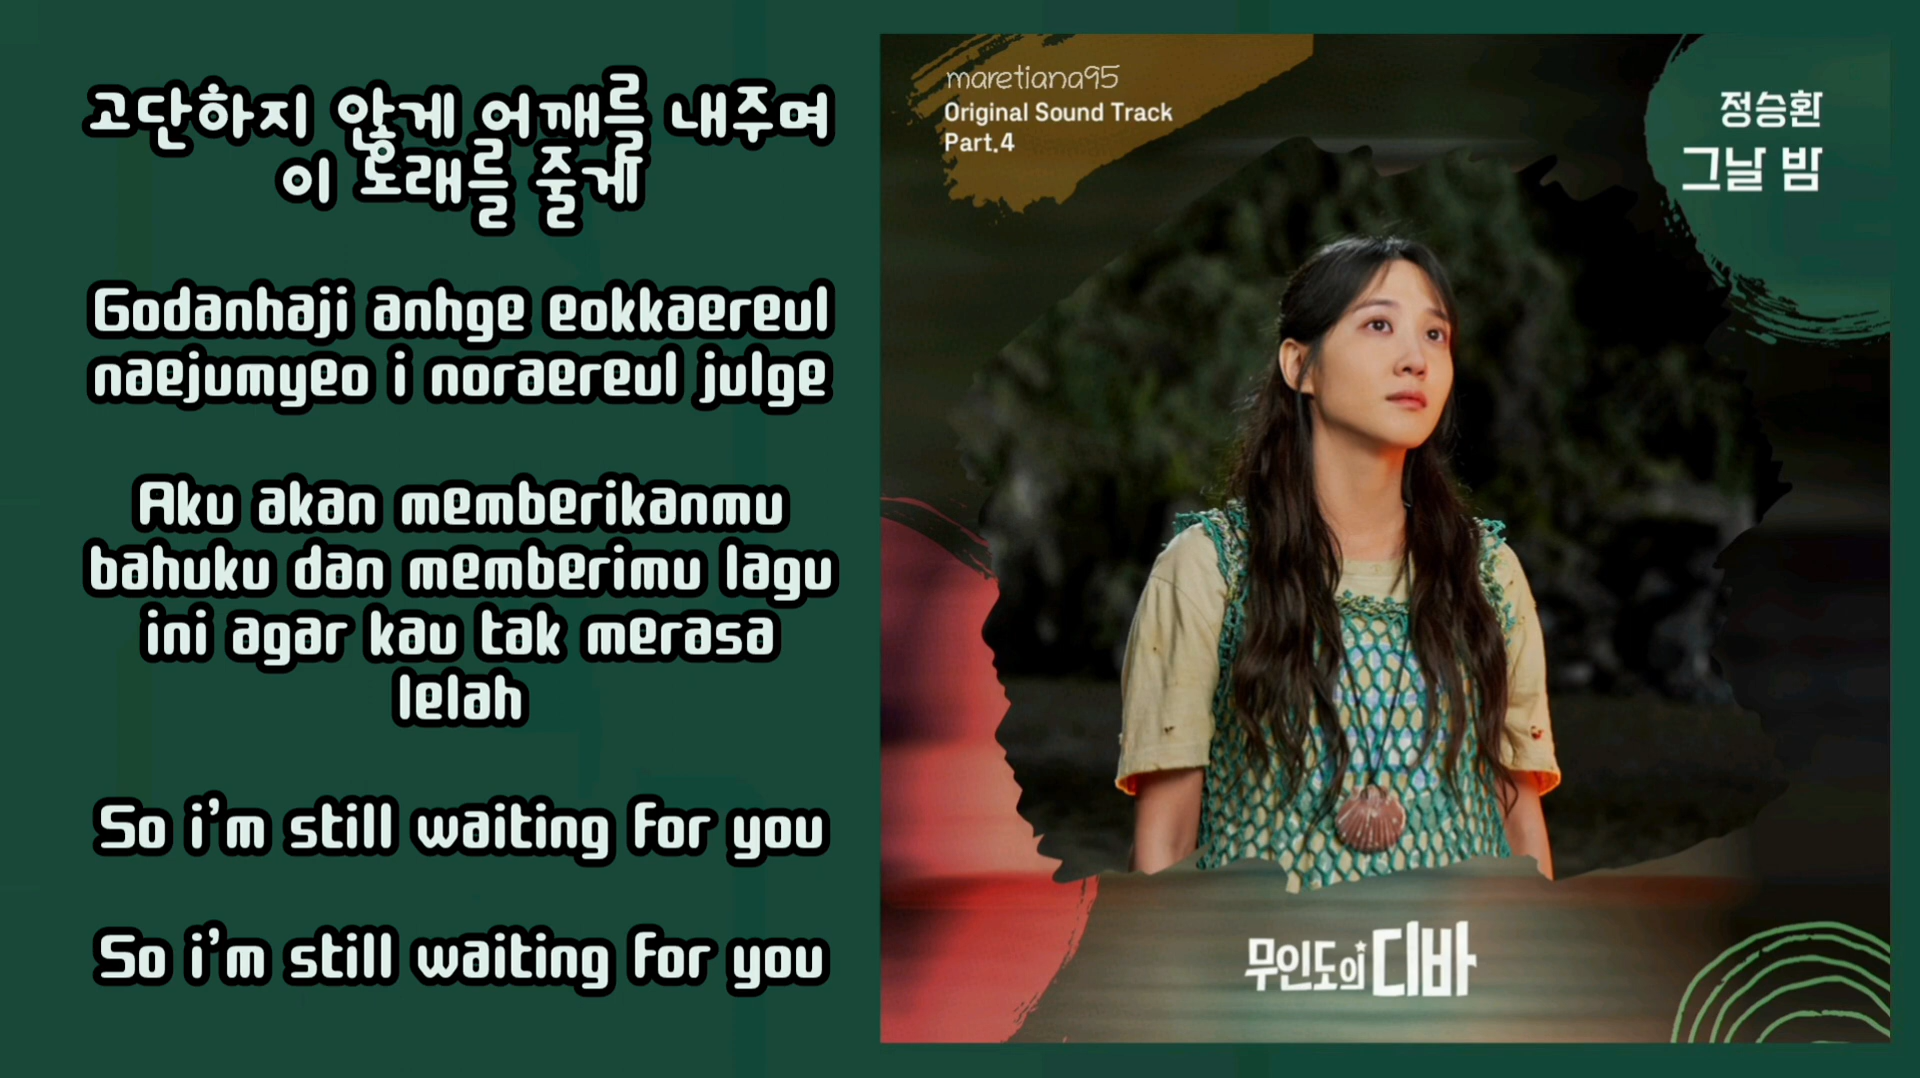 고단하지 않게 어깨를 내주며
이 노래를 줄게
Godanhaji anhge eokkaereul
naejumyeo i noraereul julge
Aku akan memberikanmu
bahuku dan memberimu lagu
ini agar kau tak merasa
lelah
So i'm still waiting for you
So i'm still waiting for you
maretiana95
Original Sound Track
Part.4
정승환
그날 밤
무인도의 디바